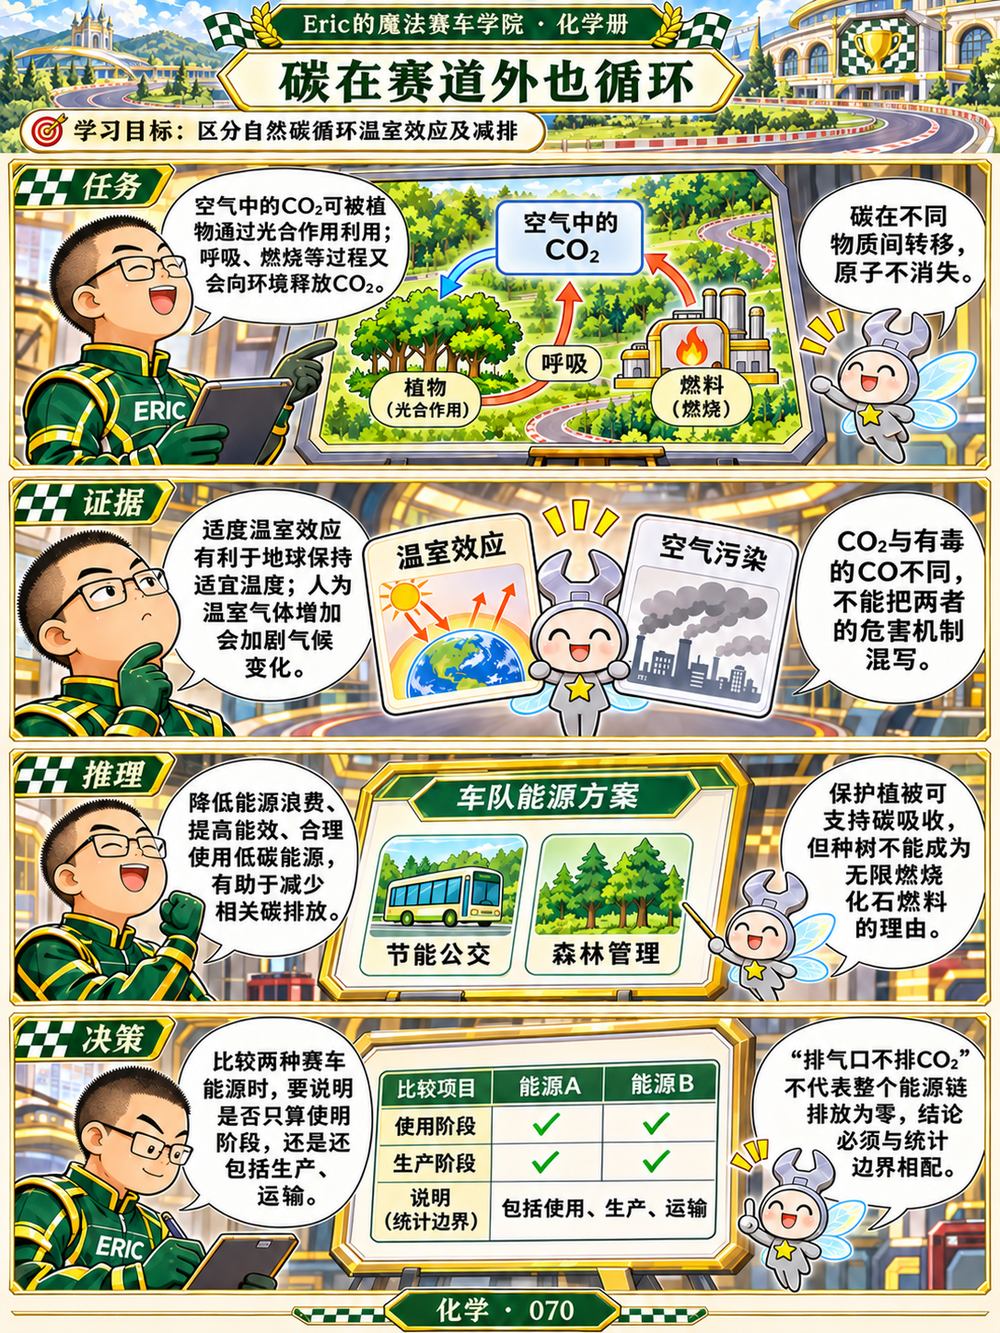 Eric的魔法赛车学院 · 化学册
碳在赛道外也循环
学习目标：区分自然碳循环温室效应及减排
任务
空气中的CO₂可被植
物通过光合作用利用；
呼吸、燃烧等过程又
会向环境释放CO₂。
空气中的
CO₂
呼吸
植物
（光合作用）
燃料
（燃烧）
碳在不同
物质间转移，
原子不消失。
ERIC
证据
适度温室效应
有利于地球保持
适宜温度；人为
温室气体增加
会加剧气候
变化。
温室效应
空气污染
CO₂与有毒
的CO不同，
不能把两者
的危害机制
混写。
推理
降低能源浪费、
提高能效、合理
使用低碳能源，
有助于减少
相关碳排放。
车队能源方案
节能公交
森林管理
保护植被可
支持碳吸收，
但种树不能成为
无限燃烧
化石燃料
的理由。
决策
比较两种赛车
能源时，要说明
是否只算使明
阶段，还是还
包括生产、
运输。
比较项目 能源A 能源B
使用阶段 ✓ ✓
生产阶段 ✓ ✓
说明
（统计边界）
包括使用、生产、运输
“排气口不排CO₂”
不代表整个能源链
排放为零，结论
必须与统计
边界相配。
ERIC
化学 · 070